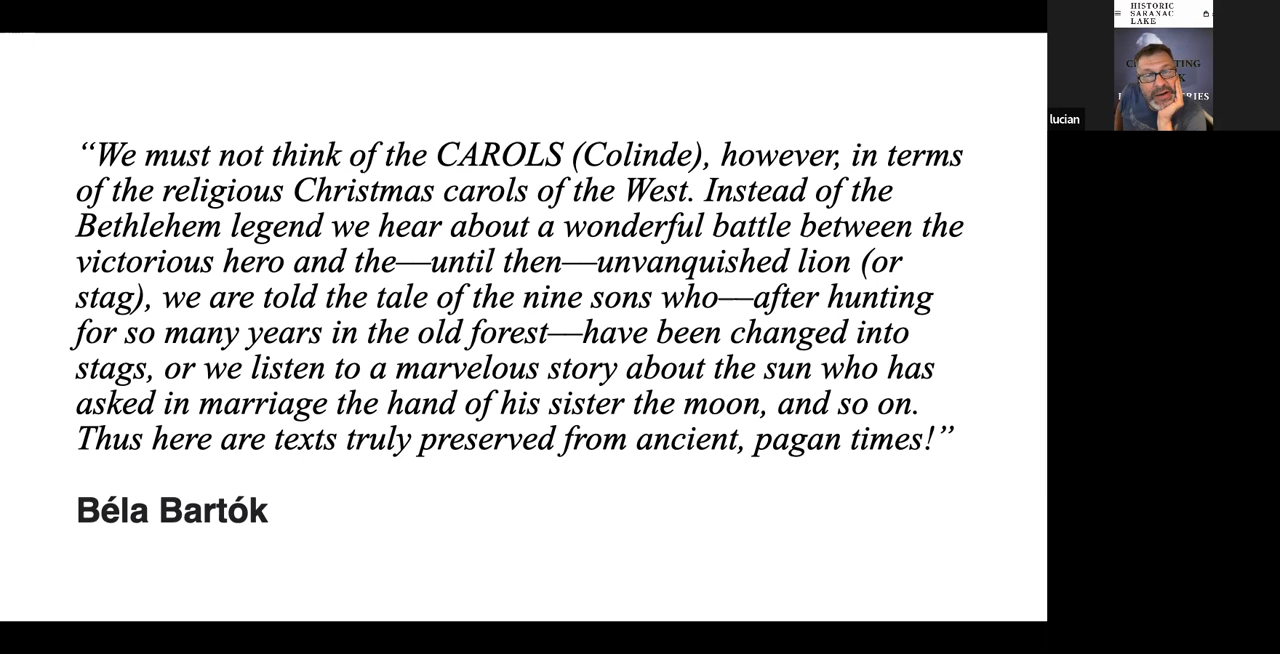 “We must not think of the CAROLS (Colinde), however, in terms
of the religious Christmas carols of the West. Instead of the
Bethlehem legend we hear about a wonderful battle between the
victorious hero and the—until then—unvanquished lion (or
stag), we are told the tale of the nine sons who—after hunting
for so many years in the old forest—have been changed into
stags, or we listen to a marvelous story about the sun who has
asked in marriage the hand of his sister the moon, and so on.
Thus here are texts truly preserved from ancient, pagan times!”
Béla Bartók
HISTORIC
SARANAC
LAKE
lucian